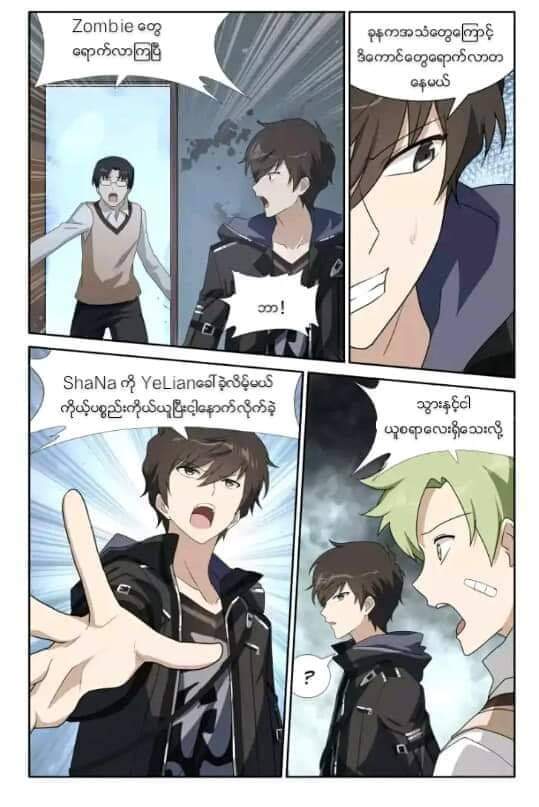 Zombie တွေ
ရောက်လာကြပြီ
ဘာ!
ခုနကအသံတွေကြောင့်
ဒီကောင်တွေရောက်လာတာ
နေမယ်
ShaNa ကို YeLianခေါ်ခဲ့လိမ့်မယ်
ကိုယ့်ပစ္စည်းကိုယ်ယူပြီးငါ့နောက်လိုက်ခဲ့
သွားနှင့်ငါ
ယူစရာလေးရှိသေးလို့
?